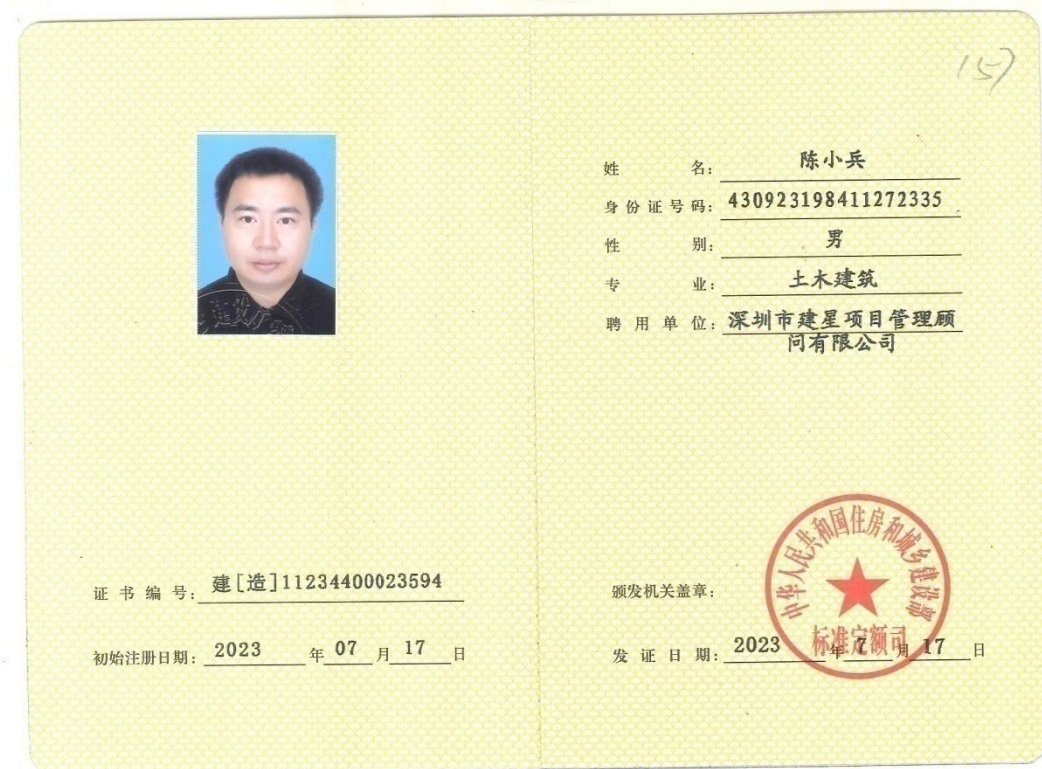 157
姓 名: 陈小兵
身份证号码: 430923198411272335
性 别: 男
专 业: 土木建筑
聘用单位: 深圳市建星项目管理顾
问有限公司
证书编号: 建[造]11234400023594
初始注册日期: 2023 年 07 月 17 日
颁发机关盖章:
中华人民共和国住房和城乡建设部
标准定额司
发证日期: 2023 年 7 月 17 日